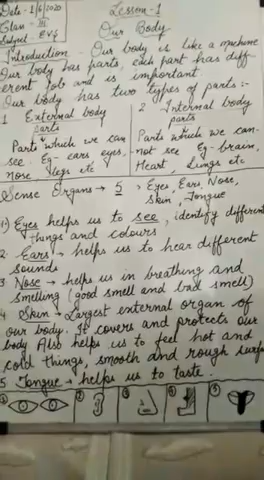 Date - 1/6/2020
Class - III
Subject - EVS
Lesson - 1
Our Body
Introduction - Our body is like a machine
Our body has parts, each part has diff-
erent job and is important.
Our body has two types of parts:-
1 External body
parts
Parts which we can
see. Eg - ears, eyes,
nose, legs etc
2 Internal body
parts
Parts which we can-
not see Eg - brain,
Heart, Lungs etc
Sense Organs → 5 → Eyes, Ears, Nose,
Skin, Tongue
1) Eyes helps us to see, identify different
things and colours,
2. Ears → helps us to hear different
sounds
3 Nose → helps us in breathing and
smelling (good smell and bad smell)
4 Skin → Largest external organ of
our body. It covers and protects our
body Also helps us to feel hot and
cold things, smooth and rough surf
5 Tongue → helps us to taste.
1 2 3 4 5